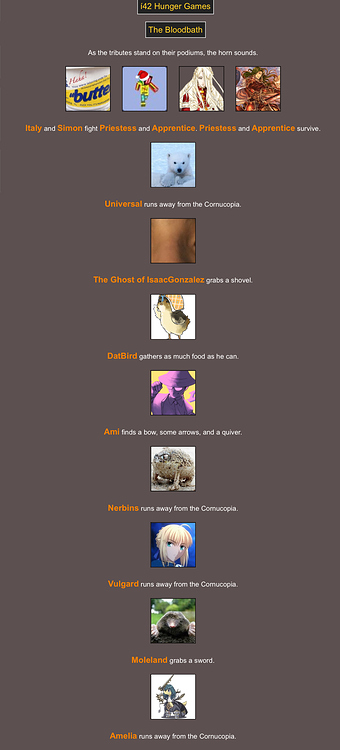 i42 Hunger Games
The Bloodbath
As the tributes stand on their podiums, the horn sounds.
butte
Italy and Simon fight Priestess and Apprentice. Priestess and Apprentice survive.
Universal runs away from the Cornucopia.
The Ghost of IsaacGonzalez grabs a shovel.
DatBird gathers as much food as he can.
Ami finds a bow, some arrows, and a quiver.
Nerbins runs away from the Cornucopia.
Vulgard runs away from the Cornucopia.
Moleland grabs a sword.
Amelia runs away from the Cornucopia.